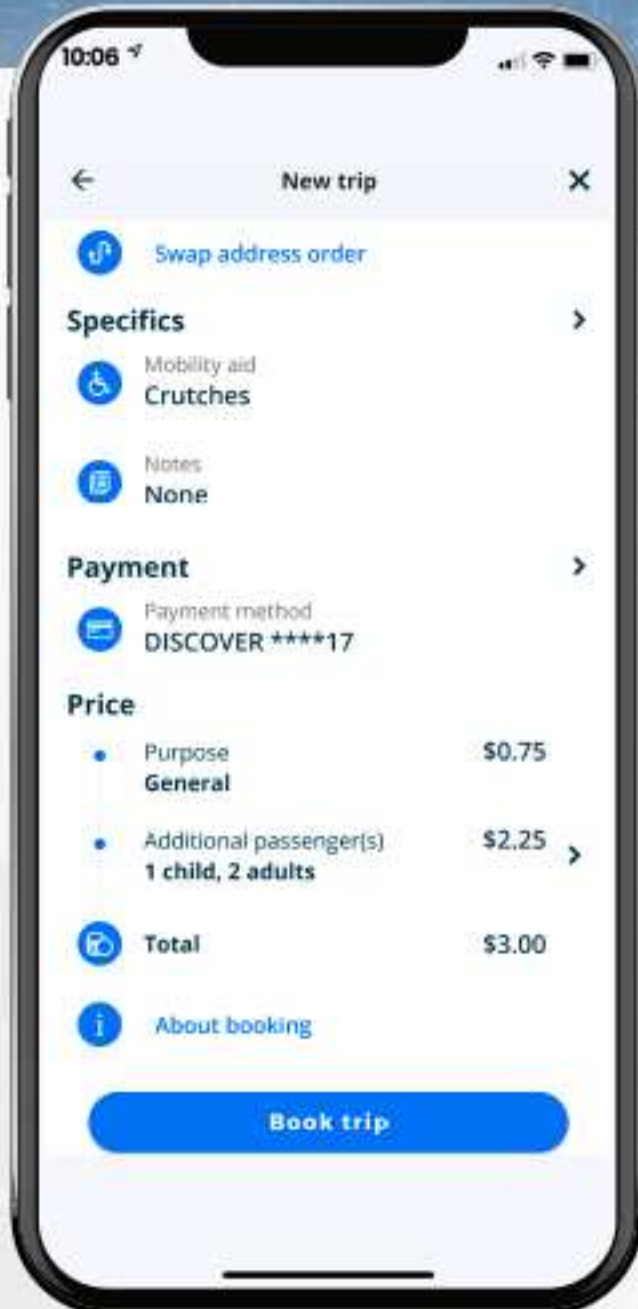 10:06
New trip
Swap address order
Specifics
Mobility aid
Crutches
Notes
None
Payment
Payment method
DISCOVER ****17
Price
Purpose $0.75
General
Additional passenger(s) $2.25
1 child, 2 adults
Total $3.00
About booking
Book trip